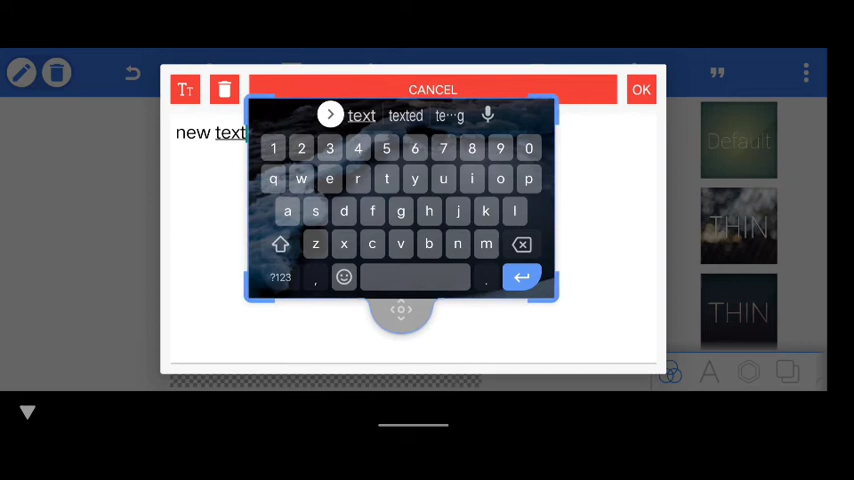 TT
CANCEL
OK
new text
text texted te...g
1 2 3 4 5 6 7 8 9 0
q w e r t y u i o p
a s d f g h j k l
z x c v b n m
?123 , .
Default
THIN
THIN
A